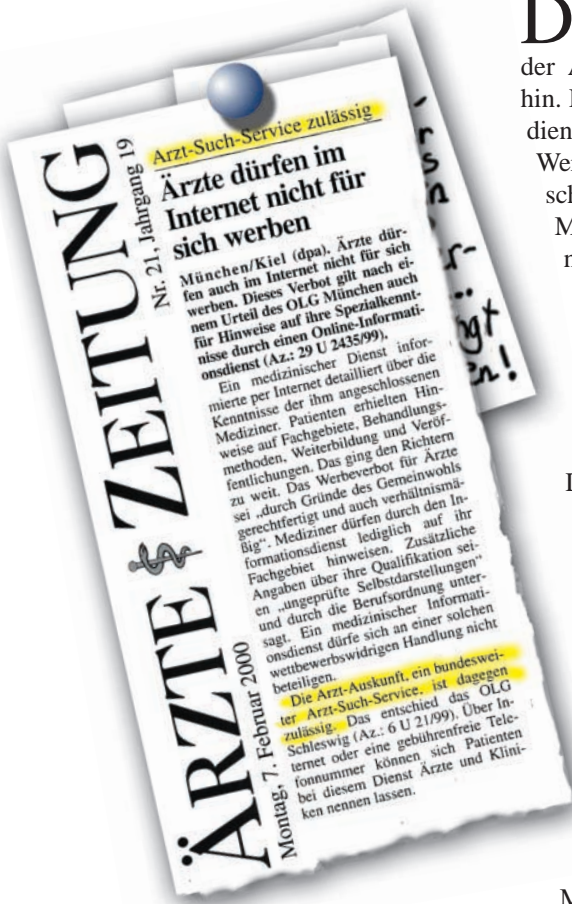 Arzt-Such-Service zulässig
Ärzte dürfen im
Internet nicht für
sich werben
München/Kiel (dpa). Ärzte dür-
fen auch im Internet nicht für sich
werben. Dieses Verbot gilt nach ei-
nem Urteil des OLG München auch
für Hinweise auf ihre Spezialkennt-
nisse durch einen Online-Informati-
onsdienst (Az.: 29 U 2435/99).
Ein medizinischer Dienst infor-
mierte per Internet detailliert über die
Kenntnisse der ihm angeschlossenen
Mediziner. Patienten erhielten Hin-
weise auf Fachgebiete, Behandlungs-
methoden, Weiterbildung und Veröf-
fentlichungen. Das ging den Richtern
zu weit. Das Werbeverbot für Ärzte
sei „durch Gründe des Gemeinwohls
gerechtfertigt und auch verhältnismä-
ßig“. Mediziner dürfen durch den In-
formationsdienst lediglich auf ihr
Fachgebiet hinweisen. Zusätzliche
Angaben über ihre Qualifikation sei-
en „ungeprüfte Selbstdarstellungen“
und durch die Berufsordnung unter-
sagt. Ein medizinischer Informati-
onsdienst dürfe sich an einer solchen
wettbewerbswidrigen Handlung nicht
beteiligen.
Die Arzt-Auskunft, ein bundeswei-
ter Arzt-Such-Service, ist dagegen
zulässig. Das entschied das OLG
Schleswig (Az.: 6 U 21/99). Über In-
ternet oder eine gebührenfreie Tele-
fonnummer können sich Patienten
bei diesem Dienst Ärzte und Klini-
ken nennen lassen.
ÄRZTE ZEITUNG
Montag, 7. Februar 2000
Nr. 21, Jahrgang 19
D
der
hin.